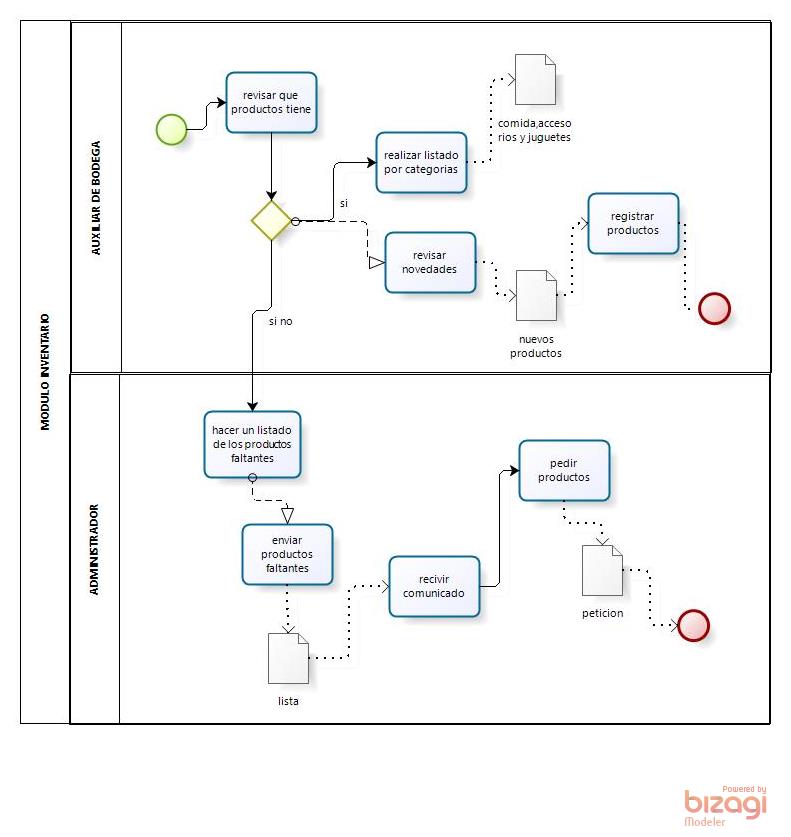 MODULO INVENTARIO
AUXILIAR DE BODEGA
revisar que
productos tiene
comida,acceso
rios y juguetes
realizar listado
por categorias
si
registrar
productos
revisar
novedades
nuevos
productos
si no
ADMINISTRADOR
hacer un listado
de los productos
faltantes
pedir
productos
enviar
productos
faltantes
recivir
comunicado
peticion
lista
Powered by
bizagi
Modeler